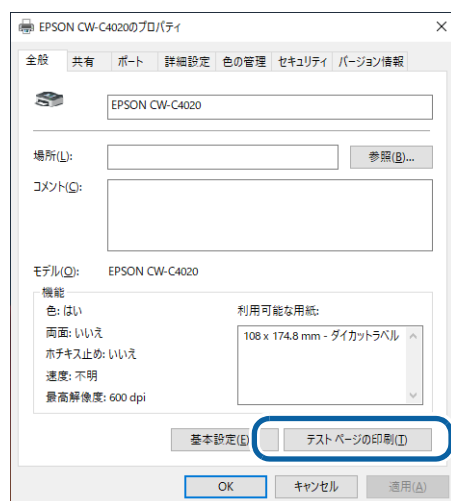 EPSON CW-C4020のプロパティ
全般 共有 ポート 詳細設定 色の管理 セキュリティ バージョン情報
EPSON CW-C4020
場所(L):
参照(B)...
コメント(C):
モデル(O): EPSON CW-C4020
機能
色: はい
両面: いいえ
ホチキス止め: いいえ
速度: 不明
最高解像度: 600 dpi
利用可能な用紙:
108 x 174.8 mm - ダイカットラベル
基本設定(E) テスト ページの印刷(T)
OK キャンセル 適用(A)